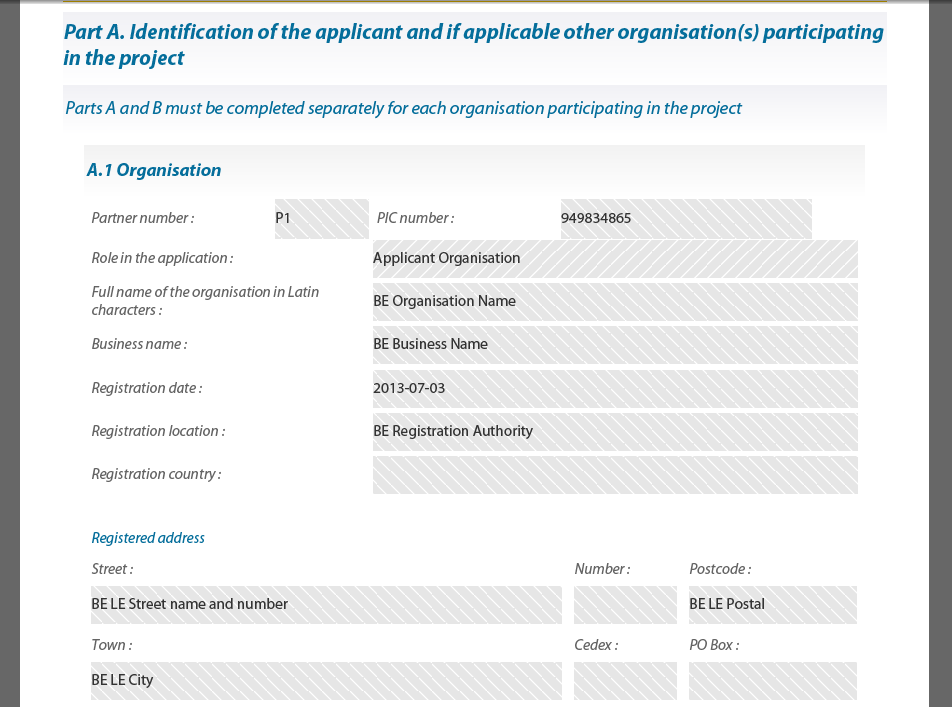 Part A. Identification of the applicant and if applicable other organisation(s) participating
in the project
Parts A and B must be completed separately for each organisation participating in the project
A.1 Organisation
Partner number : P1 PIC number : 949834865
Role in the application : Applicant Organisation
Full name of the organisation in Latin
characters : BE Organisation Name
Business name : BE Business Name
Registration date : 2013-07-03
Registration location : BE Registration Authority
Registration country :
Registered address
Street : Number : Postcode :
BE LE Street name and number BE LE Postal
Town : Cedex : PO Box :
BE LE City